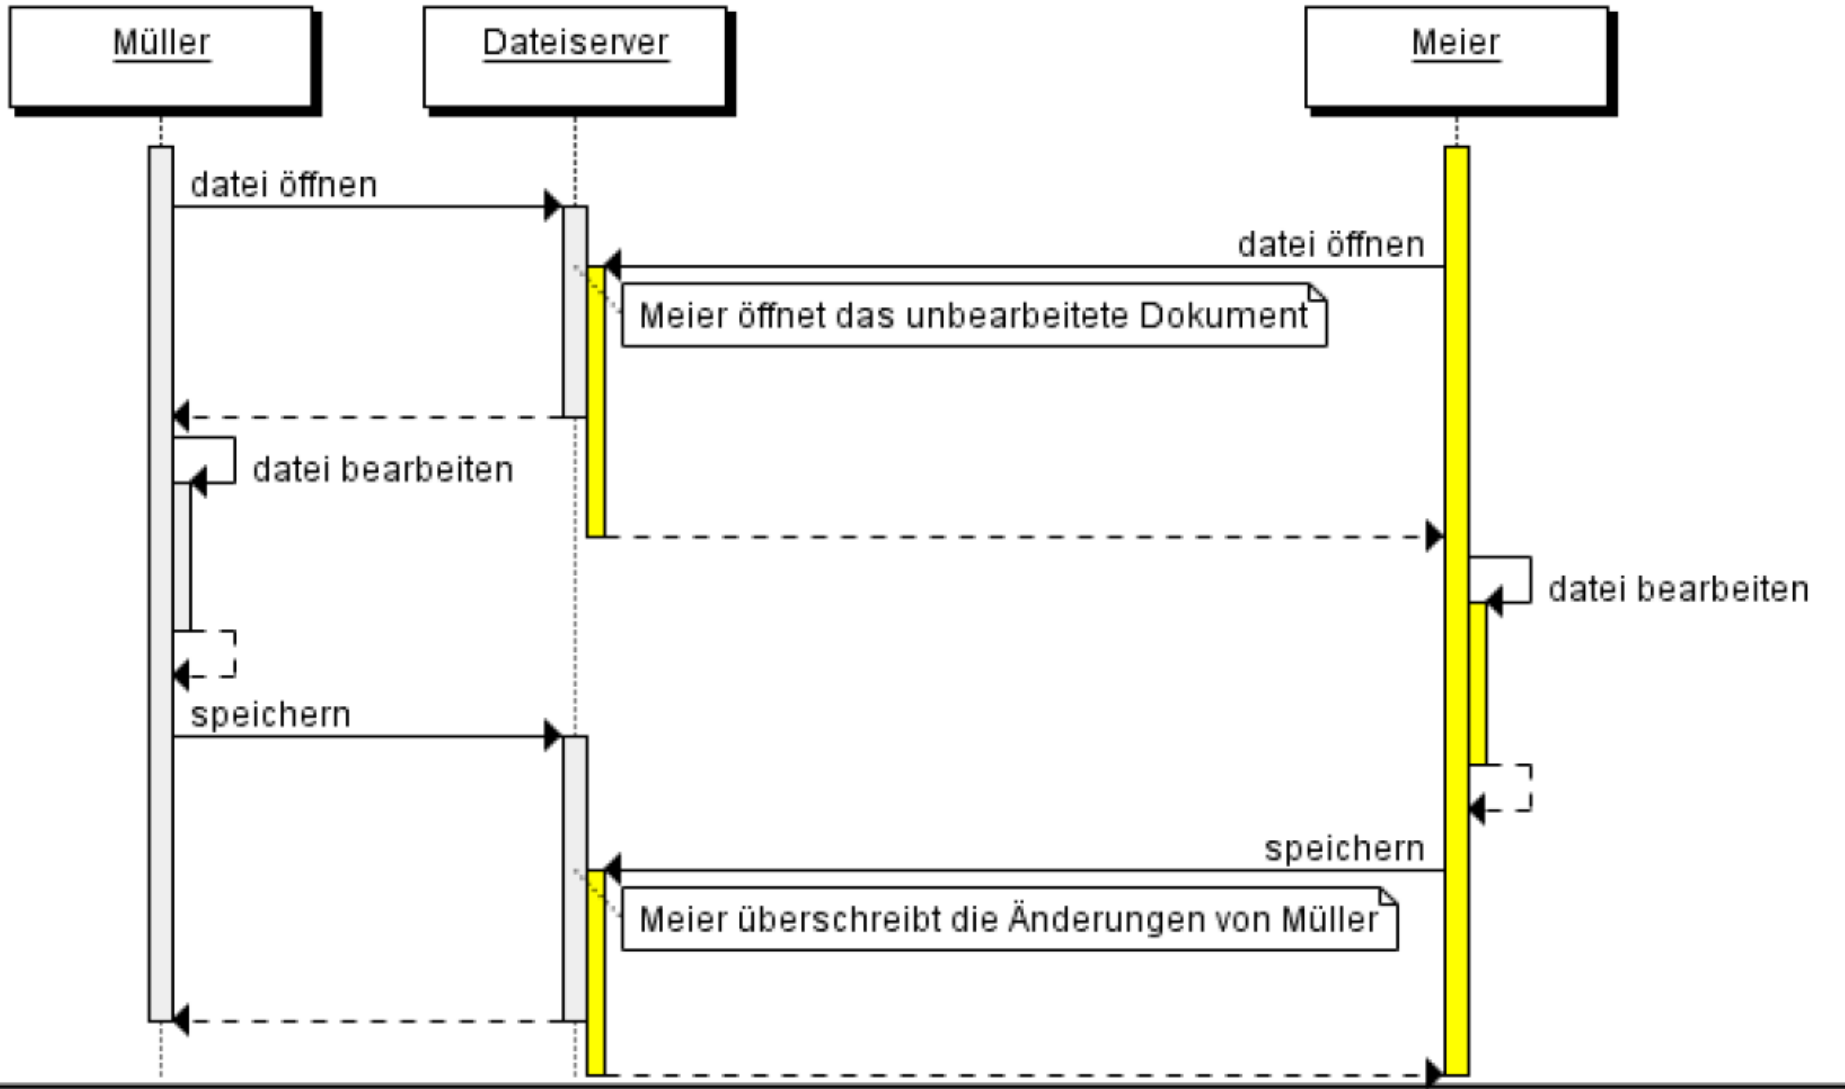 Müller
Dateiserver
Meier
datei öffnen
datei öffnen
Meier öffnet das unbearbeitete Dokument
datei bearbeiten
datei bearbeiten
speichern
speichern
Meier überschreibt die Änderungen von Müller